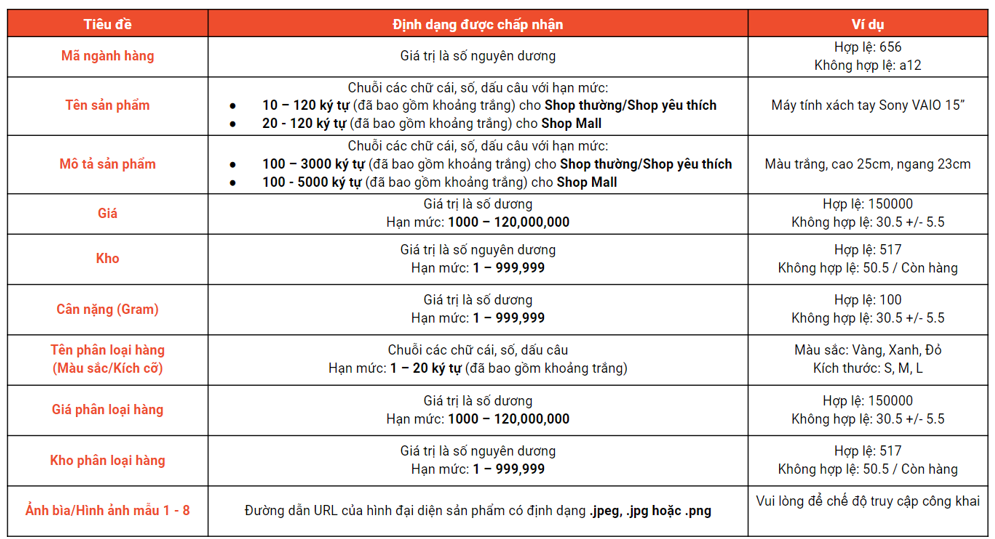 Tiêu đề
Định dạng được chấp nhận
Ví dụ
Mã ngành hàng
Giá trị là số nguyên dương
Hợp lệ: 656
Không hợp lệ: a12
Tên sản phẩm
Chuỗi các chữ cái, số, dấu câu với hạn mức:
● 10 – 120 ký tự (đã bao gồm khoảng trắng) cho Shop thường/Shop yêu thích
● 20 - 120 ký tự (đã bao gồm khoảng trắng) cho Shop Mall
Máy tính xách tay Sony VAIO 15”
Mô tả sản phẩm
Chuỗi các chữ cái, số, dấu câu với hạn mức:
● 100 – 3000 ký tự (đã bao gồm khoảng trắng) cho Shop thường/Shop yêu thích
● 100 - 5000 ký tự (đã bao gồm khoảng trắng) cho Shop Mall
Màu trắng, cao 25cm, ngang 23cm
Giá
Giá trị là số dương
Hạn mức: 1000 – 120,000,000
Hợp lệ: 150000
Không hợp lệ: 30.5 +/- 5.5
Kho
Giá trị là số nguyên dương
Hạn mức: 1 – 999,999
Hợp lệ: 517
Không hợp lệ: 50.5 / Còn hàng
Cân nặng (Gram)
Giá trị là số dương
Hạn mức: 1 – 999,999
Hợp lệ: 100
Không hợp lệ: 30.5 +/- 5.5
Tên phân loại hàng
(Màu sắc/Kích cỡ)
Chuỗi các chữ cái, số, dấu câu
Hạn mức: 1 – 20 ký tự (đã bao gồm khoảng trắng)
Màu sắc: Vàng, Xanh, Đỏ
Kích thước: S, M, L
Giá phân loại hàng
Giá trị là số dương
Hạn mức: 1000 – 120,000,000
Hợp lệ: 150000
Không hợp lệ: 30.5 +/- 5.5
Kho phân loại hàng
Giá trị là số nguyên dương
Hạn mức: 1 – 999,999
Hợp lệ: 517
Không hợp lệ: 50.5 / Còn hàng
Ảnh bìa/Hình ảnh mẫu 1 - 8
Đường dẫn URL của hình đại diện sản phẩm có định dạng .jpeg, .jpg hoặc .png
Vui lòng để chế độ truy cập công khai